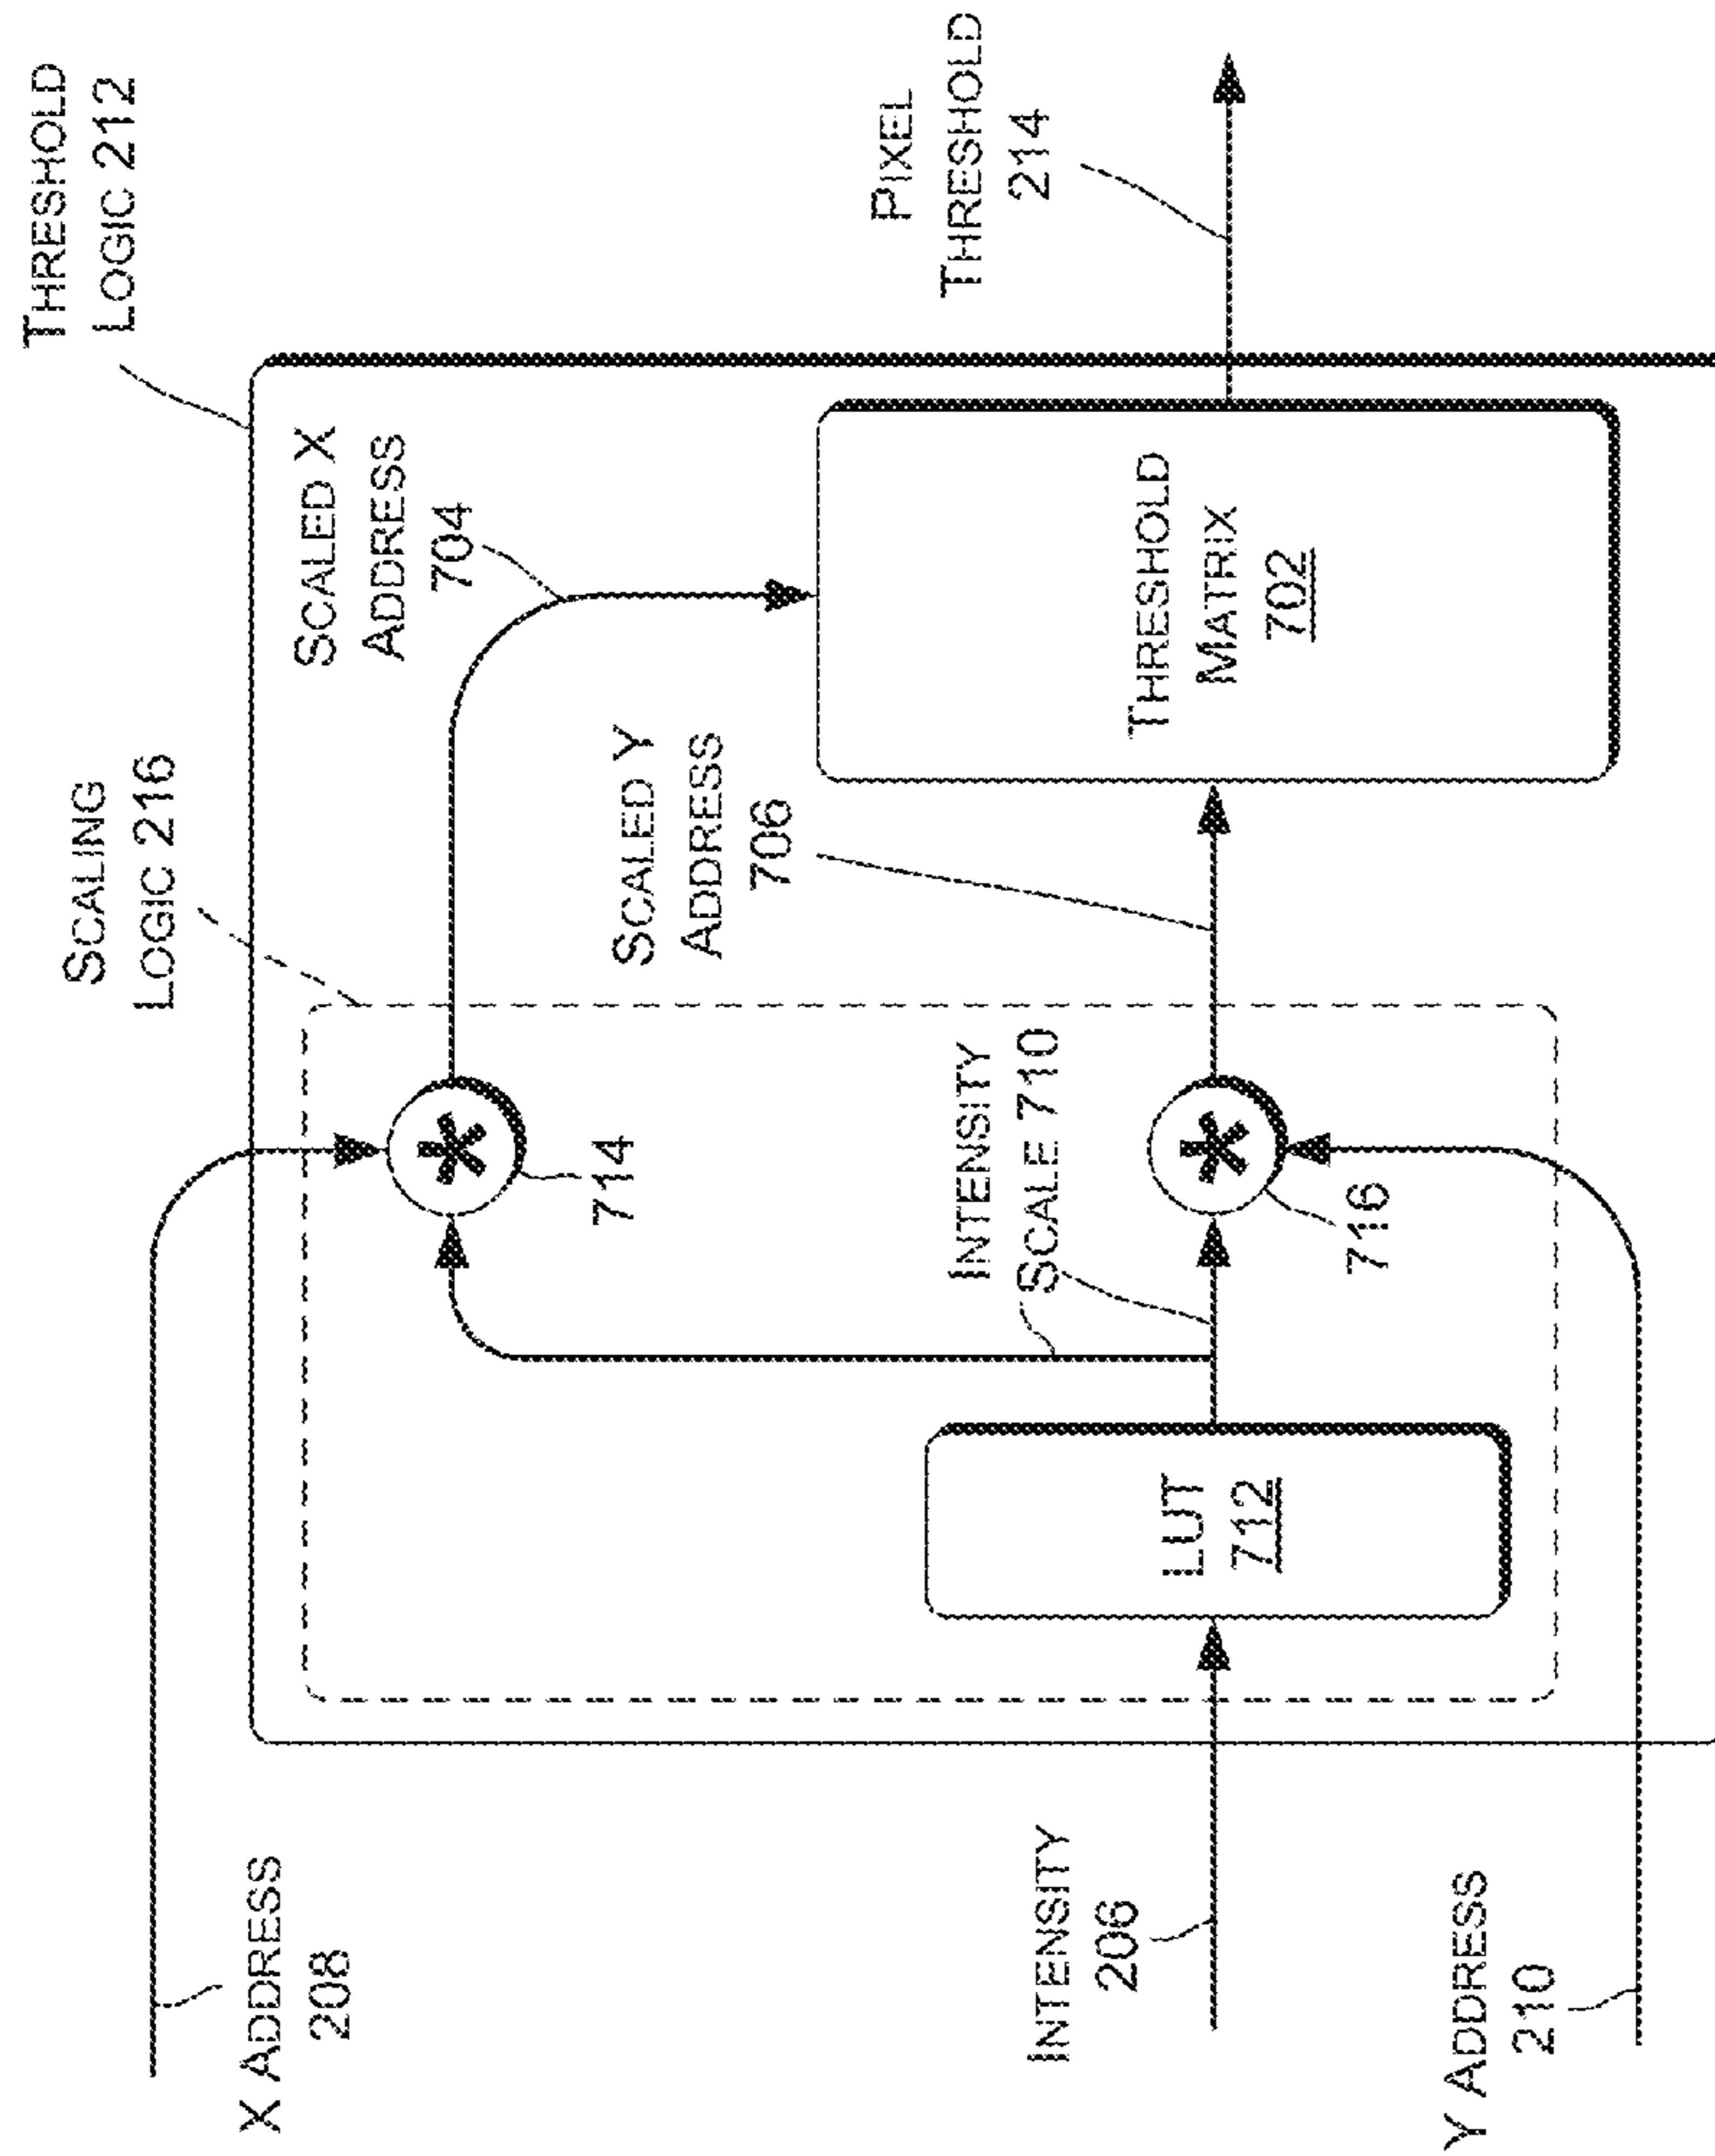 THRESHOLD
LOGIC 212
SCALING
LOGIC 216
X ADDRESS
208
SCALED X
ADDRESS
704
714
SCALED Y
ADDRESS
706
PIXEL
THRESHOLD
214
INTENSITY
SCALE 710
INTENSITY
206
LUT
712
THRESHOLD
MATRIX
702
716
Y ADDRESS
210